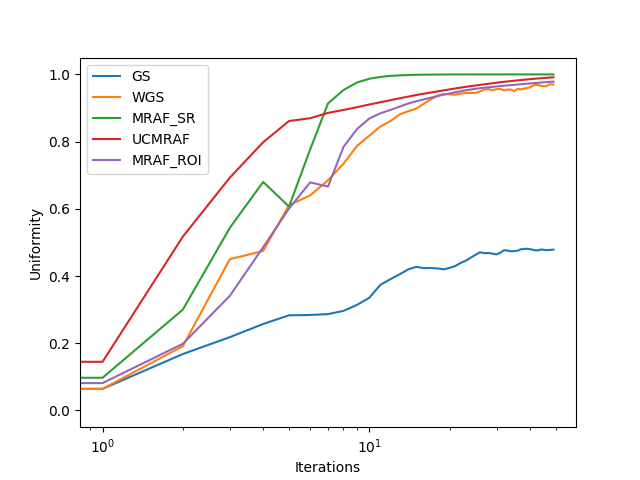 GS
WGS
MRAF_SR
UCMRAF
MRAF_ROI
1.0
0.8
0.6
0.4
0.2
0.0
Uniformity
10⁰ 10¹
Iterations